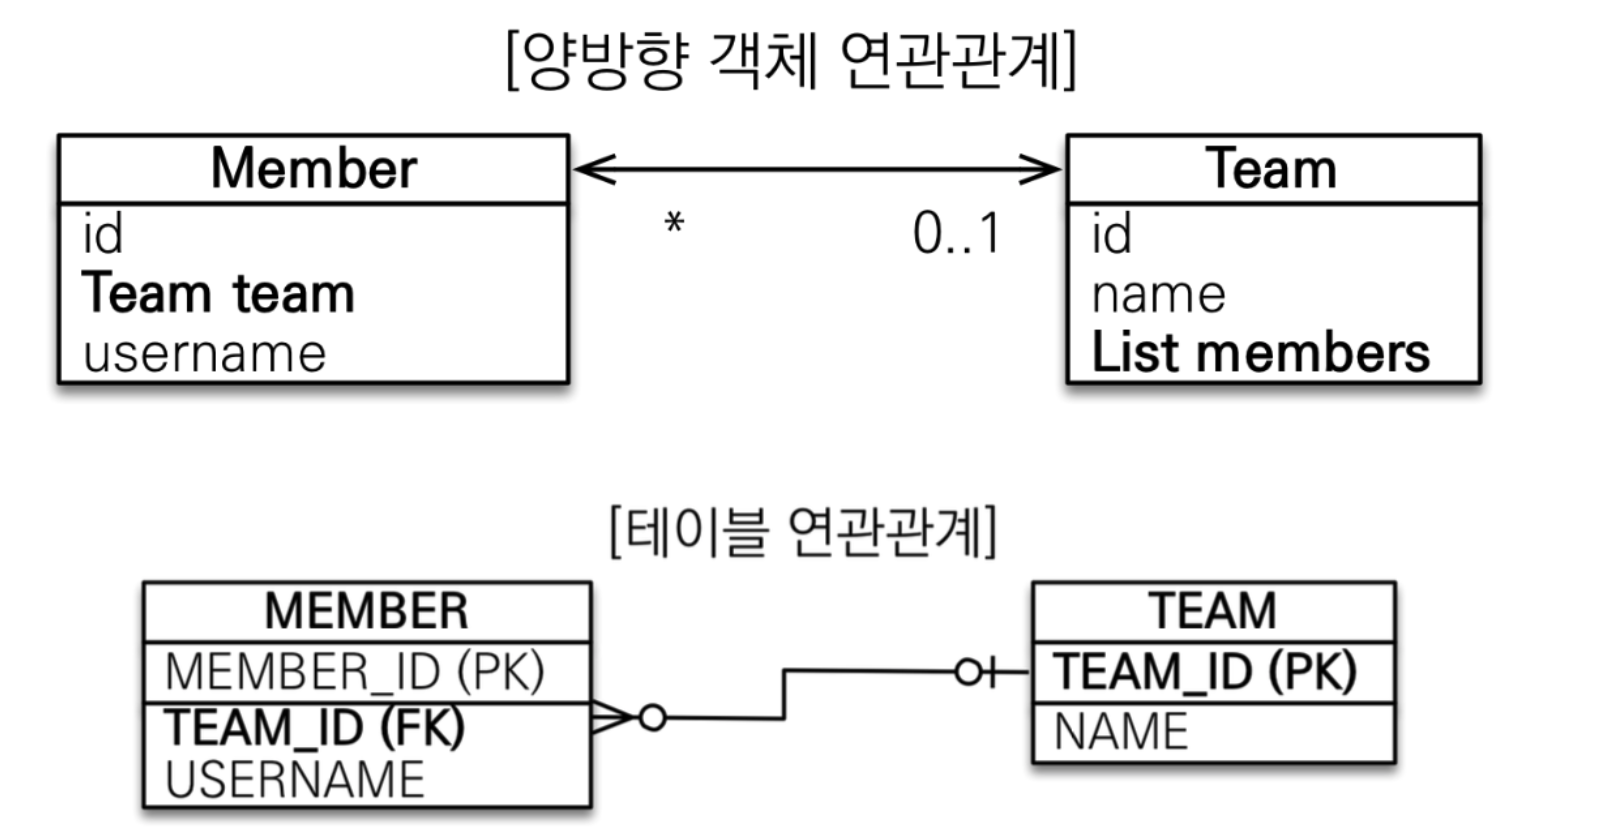 [양방향 객체 연관관계]
Member
id
Team team
username
* 0..1
Team
id
name
List members
[테이블 연관관계]
MEMBER
MEMBER_ID (PK)
TEAM_ID (FK)
USERNAME
TEAM
TEAM_ID (PK)
NAME